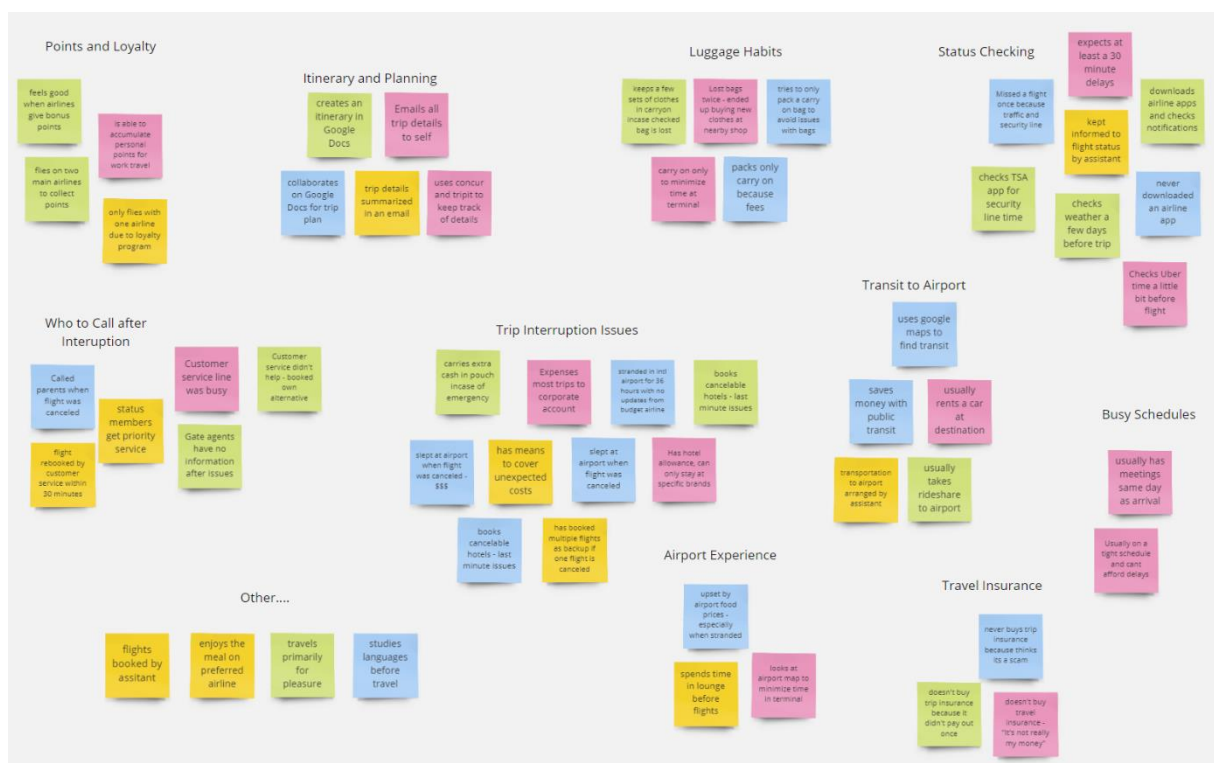 Points and Loyalty
feels good
when airlines
give bonus
points
is able to
accumulate
personal
points for
work travel
flies on two
main airlines
to collect
points
only flies with
one airline
due to loyalty
program
Itinerary and Planning
creates an
itinerary in
Google
Docs
Emails all
trip details
to self
collaborates
on Google
Docs for trip
plan
trip details
summarized
in an email
uses concur
and tripit to
keep track
of details
Luggage Habits
keeps a few
sets of clothes
in carryon
incase checked
bag is lost
Lost bags
twice - ended
up buying new
clothes at
nearby shop
tries to only
pack a carry
on bag to
avoid issues
with bags
carry on only
to minimize
time at
terminal
packs only
carry on
because fees
Status Checking
expects at
least a 30
minute
delays
Missed a flight
once because
traffic and
security line
kept
informed to
flight status
by assistant
downloads
airline apps
and checks
notifications
checks TSA
app for
security
line time
checks
weather a
few days
before trip
never
downloaded
an airline
app
Checks Uber
time a little
bit before
flight
Who to Call after
Interuption
Called
parents when
flight was
canceled
status
members
get priority
service
Customer
service line
was busy
Customer
service didn't
help - booked
own
alternative
flight
rebooked by
customer
service within
30 minutes
Gate agents
have no
information
after issues
Trip Interruption Issues
carries extra
cash in pouch
incase of
emergency
Expenses
most trips to
corporate
account
stranded in intl
airport for 36
hours with no
updates from
budget airline
books
cancelable
hotels - last
minute issues
slept at airport
when flight
was canceled -
$$$
has means
to cover
unexpected
costs
slept at
airport when
flight was
canceled
Has hotel
allowance, can
only stay at
specific brands
books
cancelable
hotels - last
minute issues
has booked
multiple flights
as backup if
one flight is
canceled
Transit to Airport
uses google
maps to
find transit
saves
money with
public
transit
usually
rents a car
at
destination
transportation
to airport
arranged by
assistant
usually
takes
rideshare
to airport
Busy Schedules
usually has
meetings
same day
as arrival
Usually on a
tight schedule
and cant
afford delays
Other....
flights
booked by
assitant
enjoys the
meal on
preferred
airline
travels
primarily
for
pleasure
studies
languages
before
travel
Airport Experience
upset by
airport food
prices -
especially
when stranded
spends time
in lounge
before
flights
looks at
airport map to
minimize time
in terminal
Travel Insurance
never buys trip
insurance
because thinks
its a scam
doesn't buy
trip insurance
because it
didn't pay out
once
doesn't buy
travel
insurance -
"it's not really
my money"